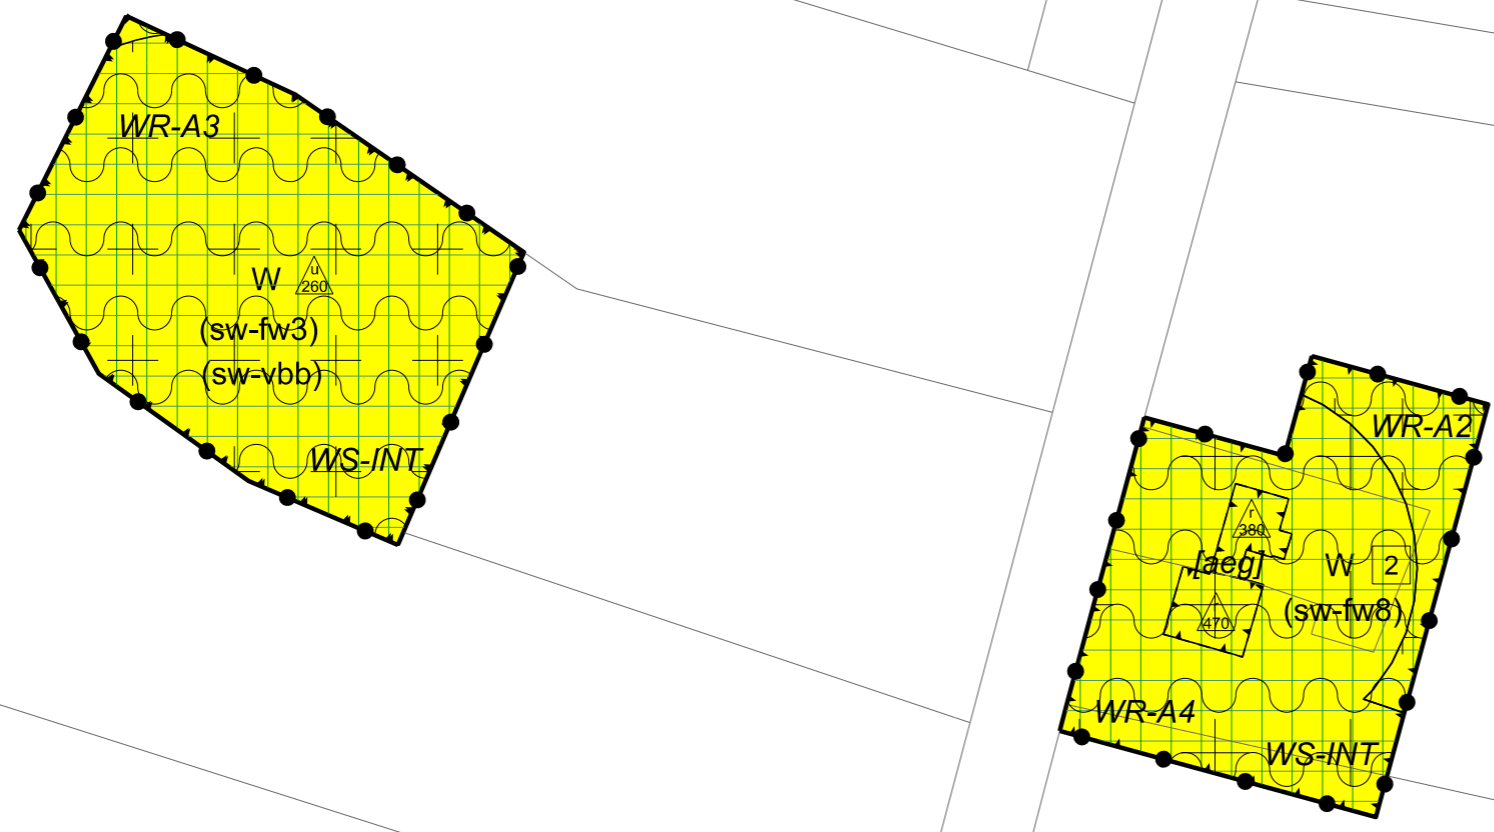 WR-A3
W
u
260
(sw-fw3)
(sw-vbb)
WS-INT
WR-A2
r
380
[aeg]
W
2
(sw-fw8)
470
WR-A4
WS-INT